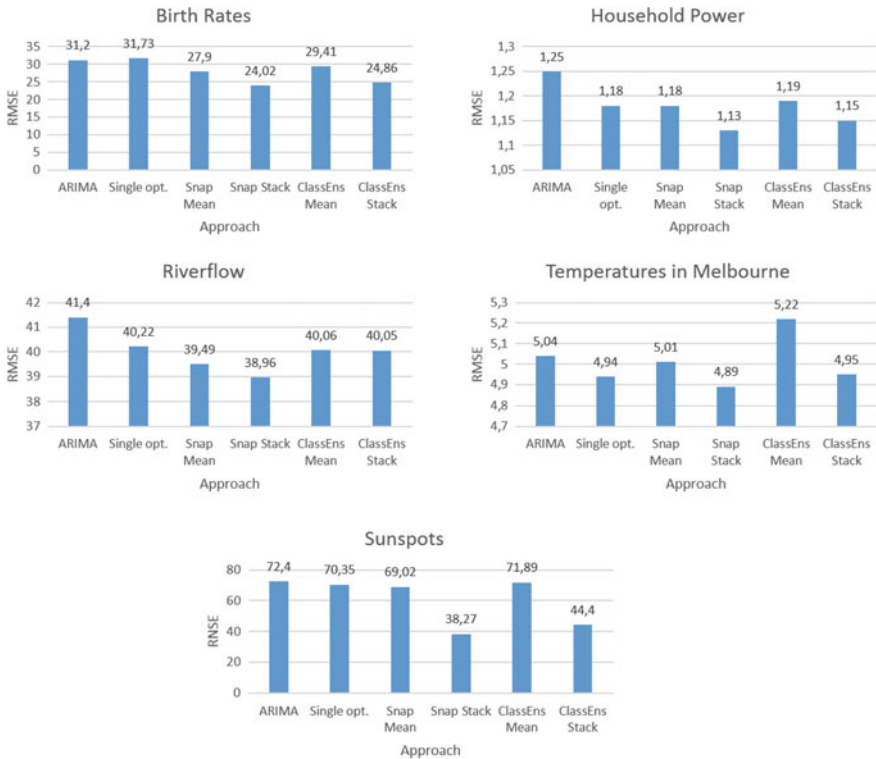 Birth Rates
35
30
25
20
15
10
5
0
RMSE
31,2
31,73
27,9
24,02
29,41
24,86
ARIMA
Single opt.
Snap
Mean
Snap Stack
ClassEns
Mean
ClassEns
Stack
Approach
Household Power
1,3
1,25
1,2
1,15
1,1
1,05
RMSE
1,25
1,18
1,18
1,13
1,19
1,15
ARIMA
Single
opt.
Snap
Mean
Snap
Stack
ClassEns
Mean
ClassEns
Stack
Approach
Riverflow
42
41
40
39
38
37
RMSE
41,4
40,22
39,49
38,96
40,06
40,05
ARIMA
Single opt.
Snap
Mean
Snap Stack
ClassEns
Mean
ClassEns
Stack
Approach
Temperatures in Melbourne
5,3
5,2
5,1
5
4,9
4,8
4,7
RMSE
5,04
4,94
5,01
4,89
5,22
4,95
ARIMA
Single opt.
Snap
Mean
Snap
Stack
ClassEns
Mean
ClassEns
Stack
Approach
Sunspots
80
60
40
20
0
RNSE
72,4
70,35
69,02
38,27
71,89
44,4
ARIMA
Single opt.
Snap
Mean
Snap Stack
ClassEns
Mean
ClassEns
Stack
Approach